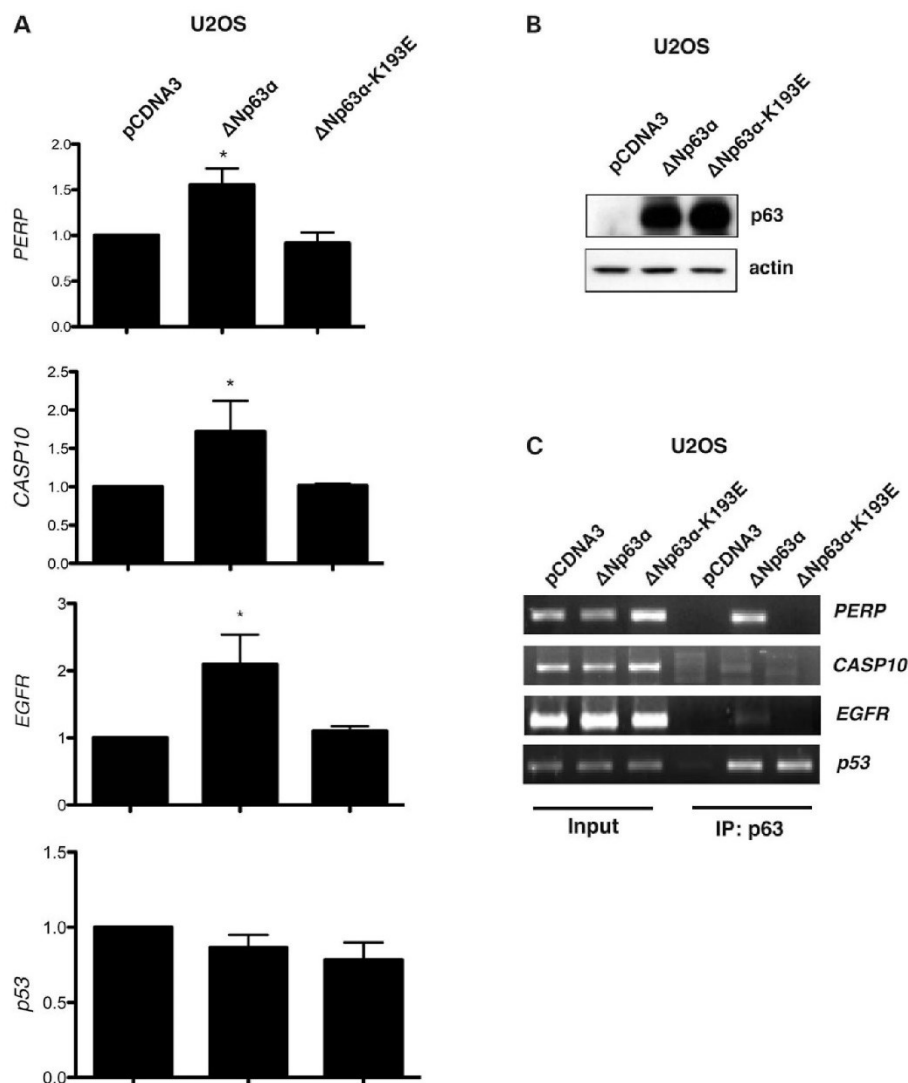 A
U2OS
pCDNA3
ΔNp63α
ΔNp63α-K193E
*
PERP
2.0
1.5
1.0
0.5
0.0
*
CASP10
2.5
2.0
1.5
1.0
0.5
0.0
*
EGFR
3
2
1
0
p53
1.5
1.0
0.5
0.0
B
U2OS
pCDNA3
ΔNp63α
ΔNp63α-K193E
p63
actin
C
U2OS
pCDNA3
ΔNp63α
ΔNp63α-K193E
pCDNA3
ΔNp63α
ΔNp63α-K193E
PERP
CASP10
EGFR
p53
Input
IP: p63